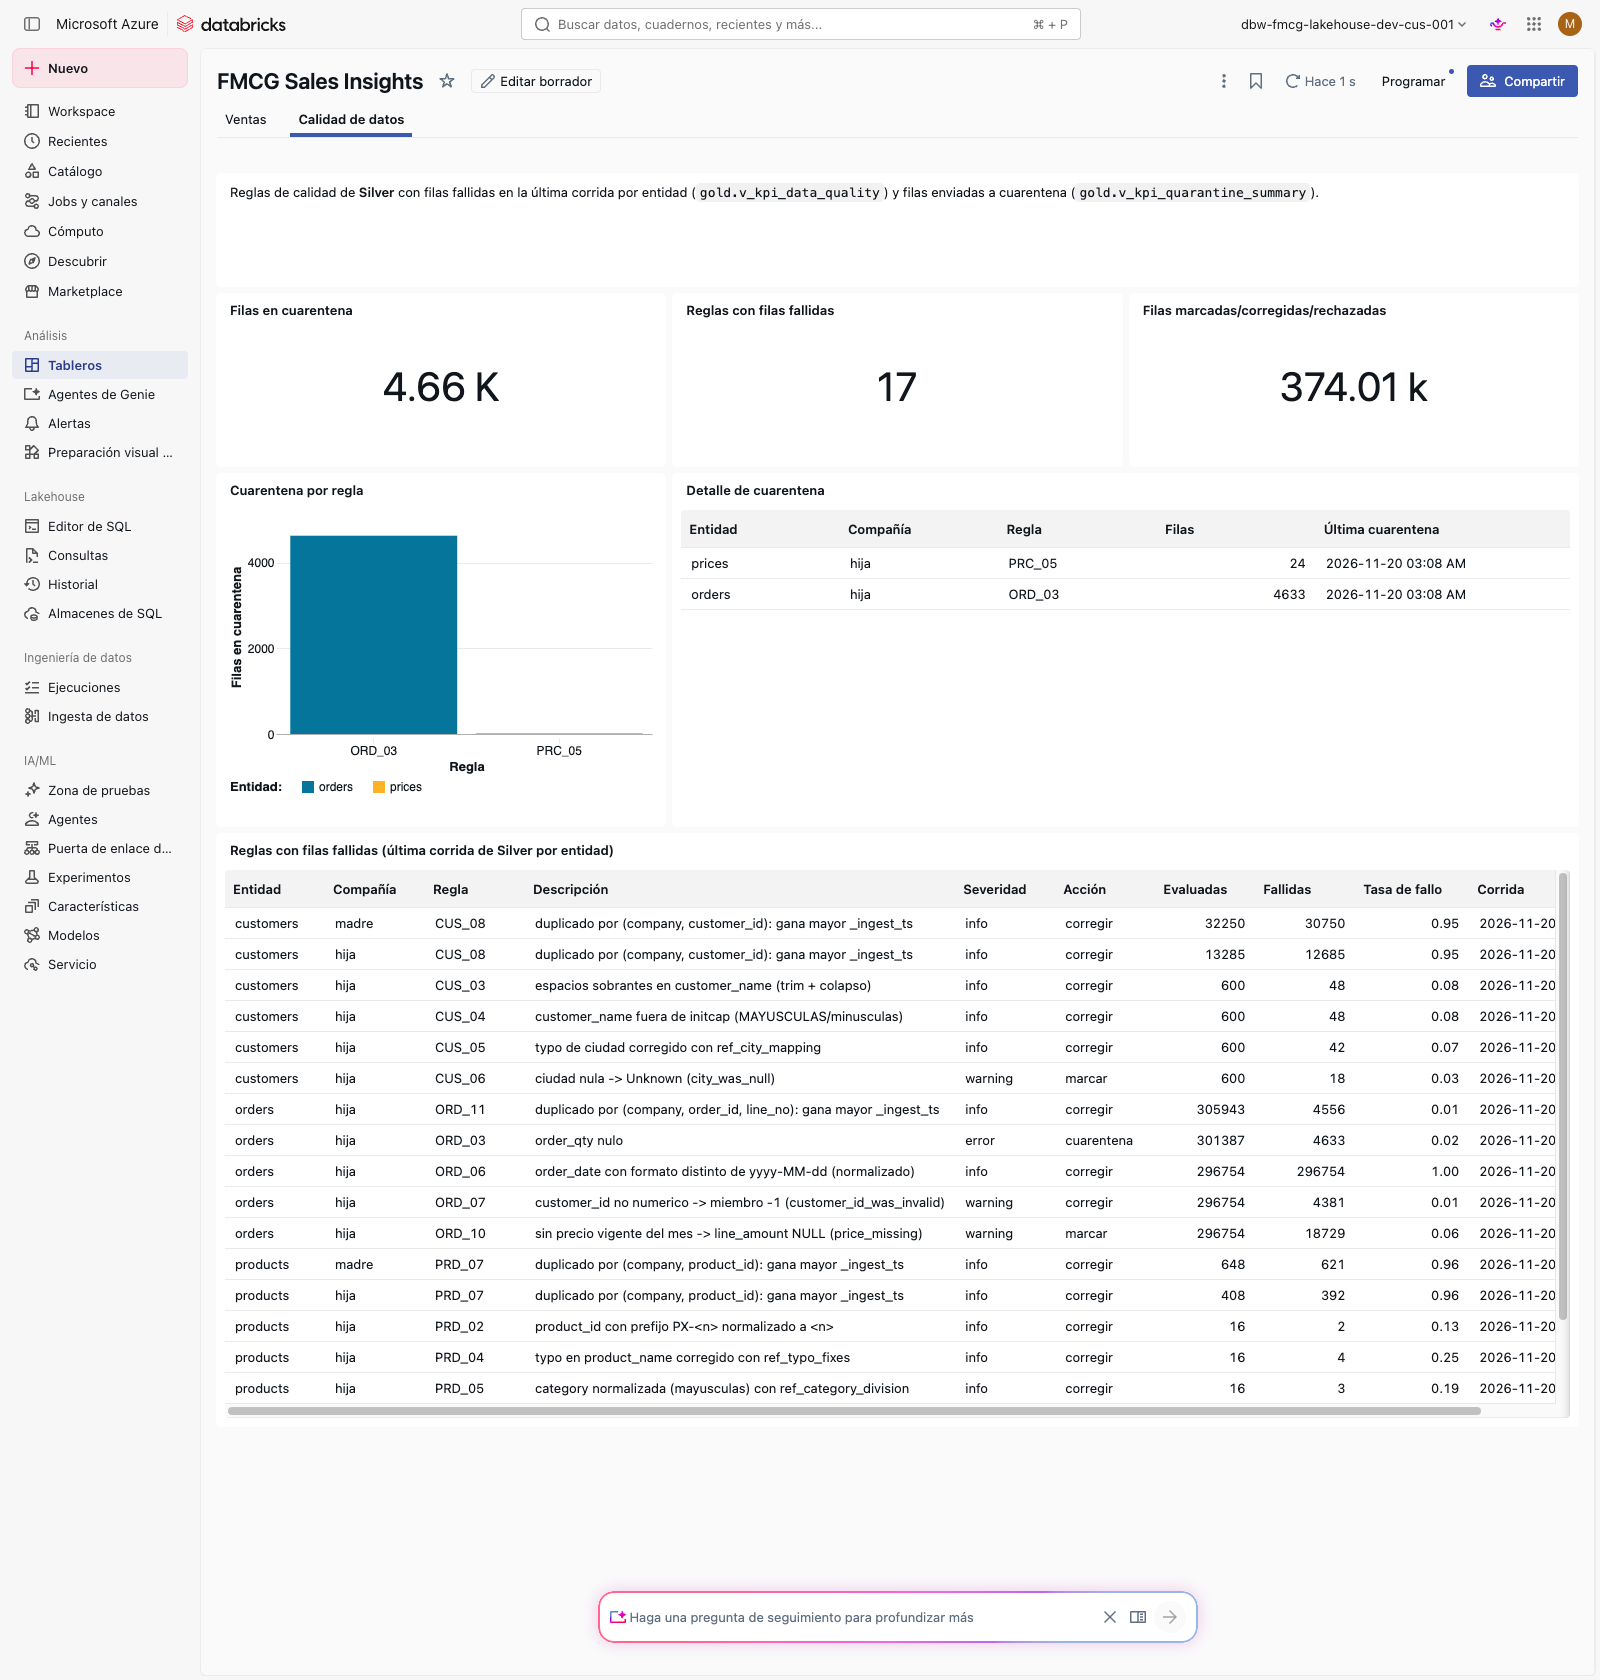 Microsoft Azure databricks
Buscar datos, cuadernos, recientes y más... ⌘ + P
dbw-fmcg-lakehouse-dev-cus-001
M
Nuevo
Workspace
Recientes
Catálogo
Jobs y canales
Cómputo
Descubrir
Marketplace
Análisis
Tableros
Agentes de Genie
Alertas
Preparación visual ...
Lakehouse
Editor de SQL
Consultas
Historial
Almacenes de SQL
Ingeniería de datos
Ejecuciones
Ingesta de datos
IA/ML
Zona de pruebas
Agentes
Puerta de enlace d...
Experimentos
Características
Modelos
Servicio
FMCG Sales Insights
Editar borrador
Hace 1 s
Programar
Compartir
Ventas
Calidad de datos
Reglas de calidad de Silver con filas fallidas en la última corrida por entidad ( gold.v_kpi_data_quality ) y filas enviadas a cuarentena ( gold.v_kpi_quarantine_summary ).
Filas en cuarentena
4.66 K
Reglas con filas fallidas
17
Filas marcadas/corregidas/rechazadas
374.01 k
Cuarentena por regla
Filas en cuarentena
4000
2000
0
ORD_03 PRC_05
Regla
Entidad: orders prices
Detalle de cuarentena
Entidad Compañía Regla Filas Última cuarentena
prices hija PRC_05 24 2026-11-20 03:08 AM
orders hija ORD_03 4633 2026-11-20 03:08 AM
Reglas con filas fallidas (última corrida de Silver por entidad)
Entidad Compañía Regla Descripción Severidad Acción Evaluadas Fallidas Tasa de fallo Corrida
customers madre CUS_08 duplicado por (company, customer_id): gana mayor _ingest_ts info corregir 32250 30750 0.95 2026-11-20
customers hija CUS_08 duplicado por (company, customer_id): gana mayor _ingest_ts info corregir 13285 12685 0.95 2026-11-20
customers hija CUS_03 espacios sobrantes en customer_name (trim + colapso) info corregir 600 48 0.08 2026-11-20
customers hija CUS_04 customer_name fuera de initcap (MAYUSCULAS/minusculas) info corregir 600 48 0.08 2026-11-20
customers hija CUS_05 typo de ciudad corregido con ref_city_mapping info corregir 600 42 0.07 2026-11-20
customers hija CUS_06 ciudad nula -> Unknown (city_was_null) warning marcar 600 18 0.03 2026-11-20
orders hija ORD_11 duplicado por (company, order_id, line_no): gana mayor _ingest_ts info corregir 305943 4556 0.01 2026-11-20
orders hija ORD_03 order_qty nulo error cuarentena 301387 4633 0.02 2026-11-20
orders hija ORD_06 order_date con formato distinto de yyyy-MM-dd (normalizado) info corregir 296754 296754 1.00 2026-11-20
orders hija ORD_07 customer_id no numerico -> miembro -1 (customer_id_was_invalid) warning corregir 296754 4381 0.01 2026-11-20
orders hija ORD_10 sin precio vigente del mes -> line_amount NULL (price_missing) warning marcar 296754 18729 0.06 2026-11-20
products madre PRD_07 duplicado por (company, product_id): gana mayor _ingest_ts info corregir 648 621 0.96 2026-11-20
products hija PRD_07 duplicado por (company, product_id): gana mayor _ingest_ts info corregir 408 392 0.96 2026-11-20
products hija PRD_02 product_id con prefijo PX-<n> normalizado a <n> info corregir 16 2 0.13 2026-11-20
products hija PRD_04 typo en product_name corregido con ref_typo_fixes info corregir 16 4 0.25 2026-11-20
products hija PRD_05 category normalizada (mayusculas) con ref_category_division info corregir 16 3 0.19 2026-11-20
Haga una pregunta de seguimiento para profundizar más